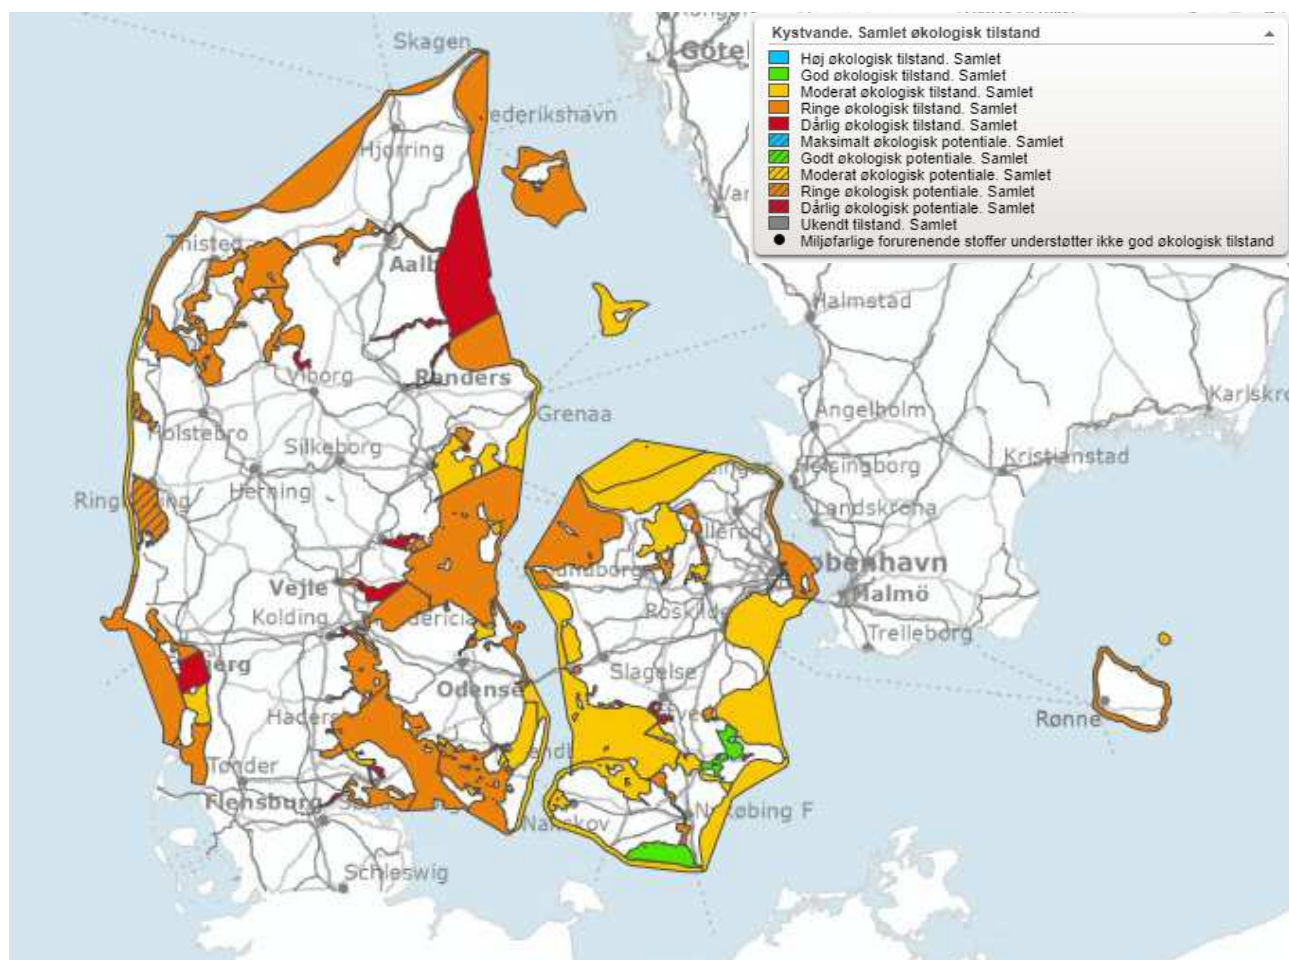 Kystvande. Samlet økologisk tilstand
Høj økologisk tilstand. Samlet
God økologisk tilstand. Samlet
Moderat økologisk tilstand. Samlet
Ringe økologisk tilstand. Samlet
Dårlig økologisk tilstand. Samlet
Maksimalt økologisk potentiale. Samlet
Godt økologisk potentiale. Samlet
Moderat økologisk potentiale. Samlet
Ringe økologisk potentiale. Samlet
Dårlig økologisk potentiale. Samlet
Ukendt tilstand. Samlet
Miljøfarlige forurenende stoffer understøtter ikke god økologisk tilstand
Skagen
Hjørring
Thisted
Halmstad
Viborg
Randers
Karlskro
Grenaa
Ängelholm
Holstebro
Silkeborg
Kristianstad
Helsingborg
Herning
Landskrona
København
Vejle
Malmö
Kolding
Trelleborg
Slagelse
Odense
Rønne
Tønder
Flensburg
Nakskov
Schleswig